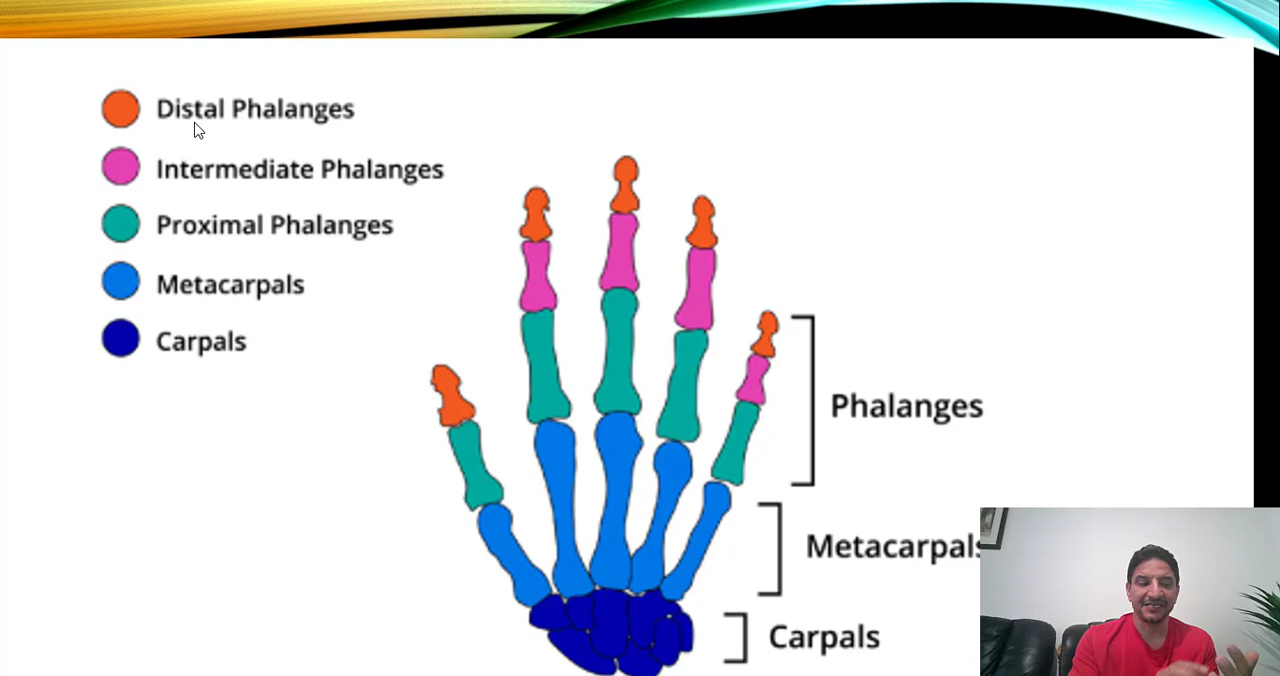 Distal Phalanges
Intermediate Phalanges
Proximal Phalanges
Metacarpals
Carpals
Phalanges
Metacarpals
Carpals